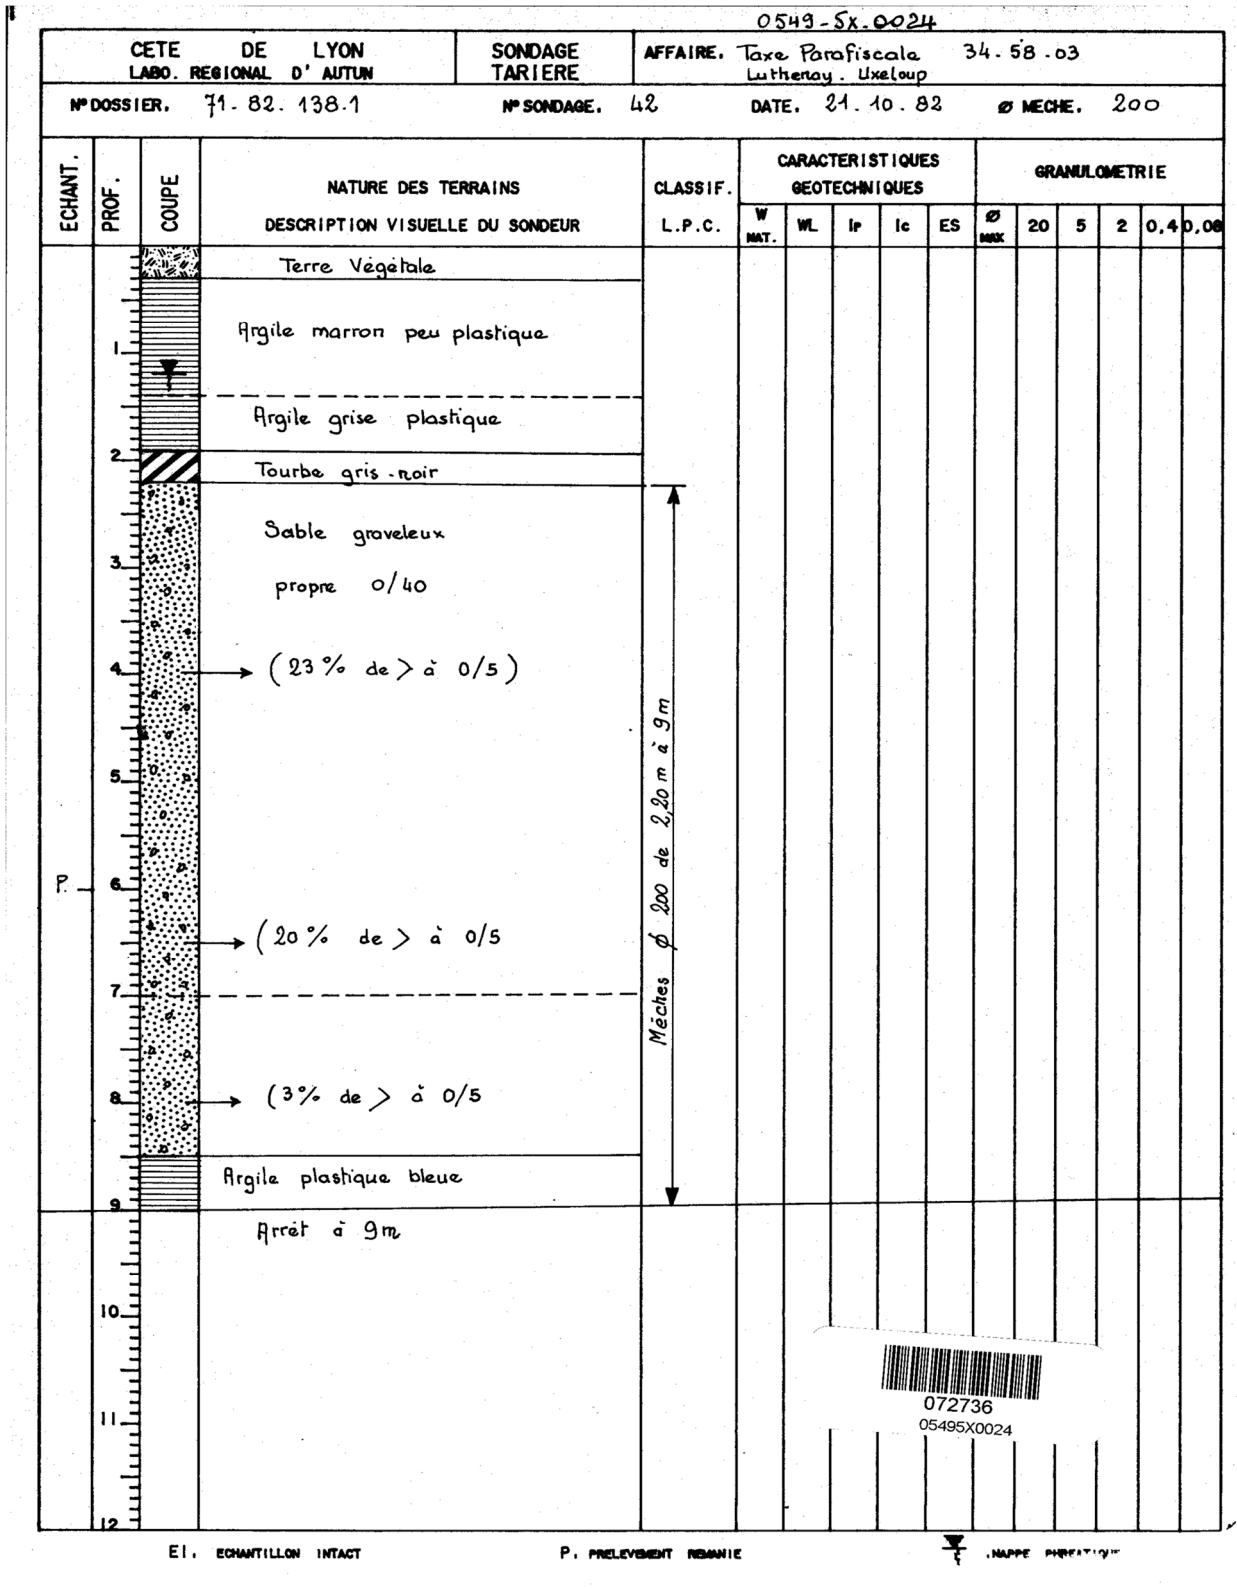 0549-5X-0024
CETE DE LYON
LABO. REGIONAL D' AUTUN
SONDAGE
TARIERE
AFFAIRE. Taxe Parafiscale 34.58.03
Luthenay. Uxeloup
N° DOSSIER. 71.82.138.1
N° SONDAGE. 42
DATE. 21.10.82
Ø MECHE. 200
ECHANT.
PROF.
COUPE
NATURE DES TERRAINS
DESCRIPTION VISUELLE DU SONDEUR
CLASSIF.
L.P.C.
CARACTERISTIQUES
GEOTECHNIQUES
GRANULOMETRIE
W NAT. WL IP Ic ES Ø MAX 20 5 2 0,4 0,08
Terre Végétale
Argile marron peu plastique
1
Argile grise plastique
2
Tourbe gris-noir
Sable graveleux
3
propre 0/40
4 (23% de > à 0/5)
5
Mèches ø 200 de 2,20 m à 9m
P. 6
(20% de > à 0/5
7
8 (3% de > à 0/5
Argile plastique bleue
9
Arrêt à 9m
10
11
12
072736
05495X0024
EI. ECHANTILLON INTACT
P. PRELEVEMENT REMANIE
.NAPPE PHREATIQUE